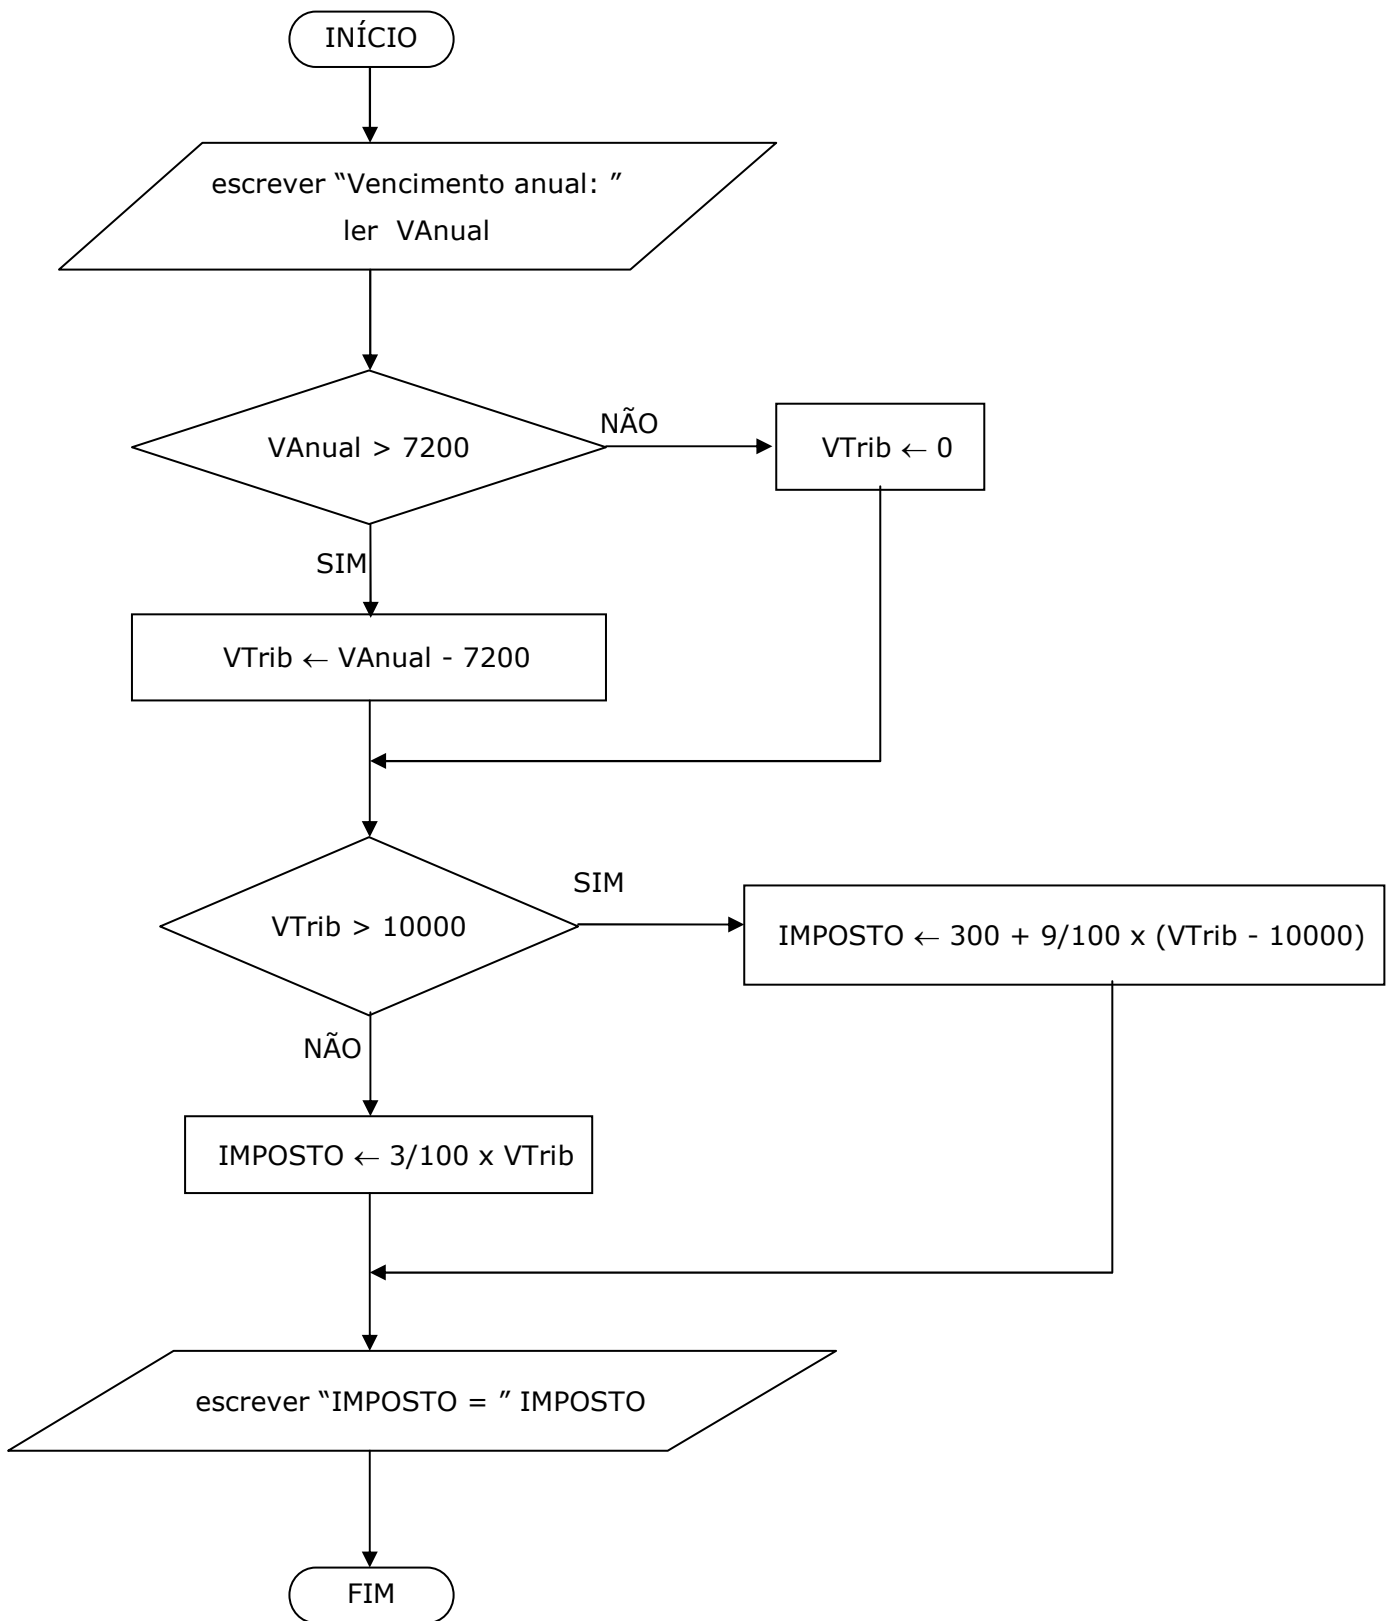 INÍCIO
escrever “Vencimento anual: ”
ler VAnual
VAnual > 7200
NÃO
VTrib ← 0
SIM
VTrib ← VAnual - 7200
VTrib > 10000
SIM
IMPOSTO ← 300 + 9/100 x (VTrib - 10000)
NÃO
IMPOSTO ← 3/100 x VTrib
escrever “IMPOSTO = ” IMPOSTO
FIM